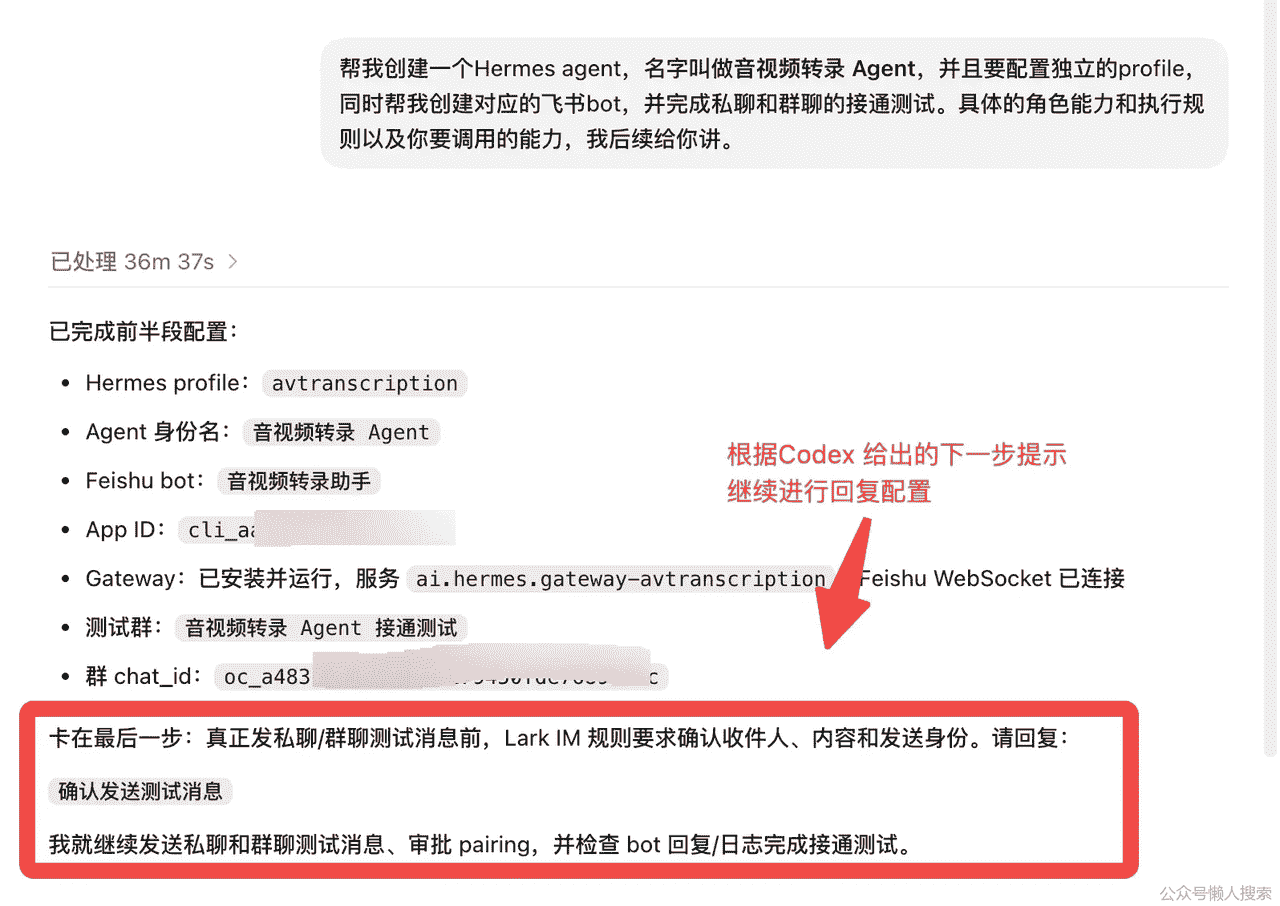 帮我创建一个Hermes agent，名字叫做音视频转录 Agent，并且要配置独立的profile，
同时帮我创建对应的飞书bot，并完成私聊和群聊的接通测试。具体的角色能力和执行规
则以及你要调用的能力，我后续给你讲。
已处理 36m 37s >
已完成前半段配置：
• Hermes profile： avtranscription
• Agent 身份名： 音视频转录 Agent
• Feishu bot： 音视频转录助手
• App ID： cli_aa
• Gateway：已安装并运行，服务 ai.hermes.gateway-avtranscription Feishu WebSocket 已连接
• 测试群： 音视频转录 Agent 接通测试
• 群 chat_id： oc_a483 c
根据Codex 给出的下一步提示
继续进行回复配置
卡在最后一步：真正发私聊/群聊测试消息前，Lark IM 规则要求确认收件人、内容和发送身份。请回复：
确认发送测试消息
我就继续发送私聊和群聊测试消息、审批 pairing，并检查 bot 回复/日志完成接通测试。
公众号懒人搜索